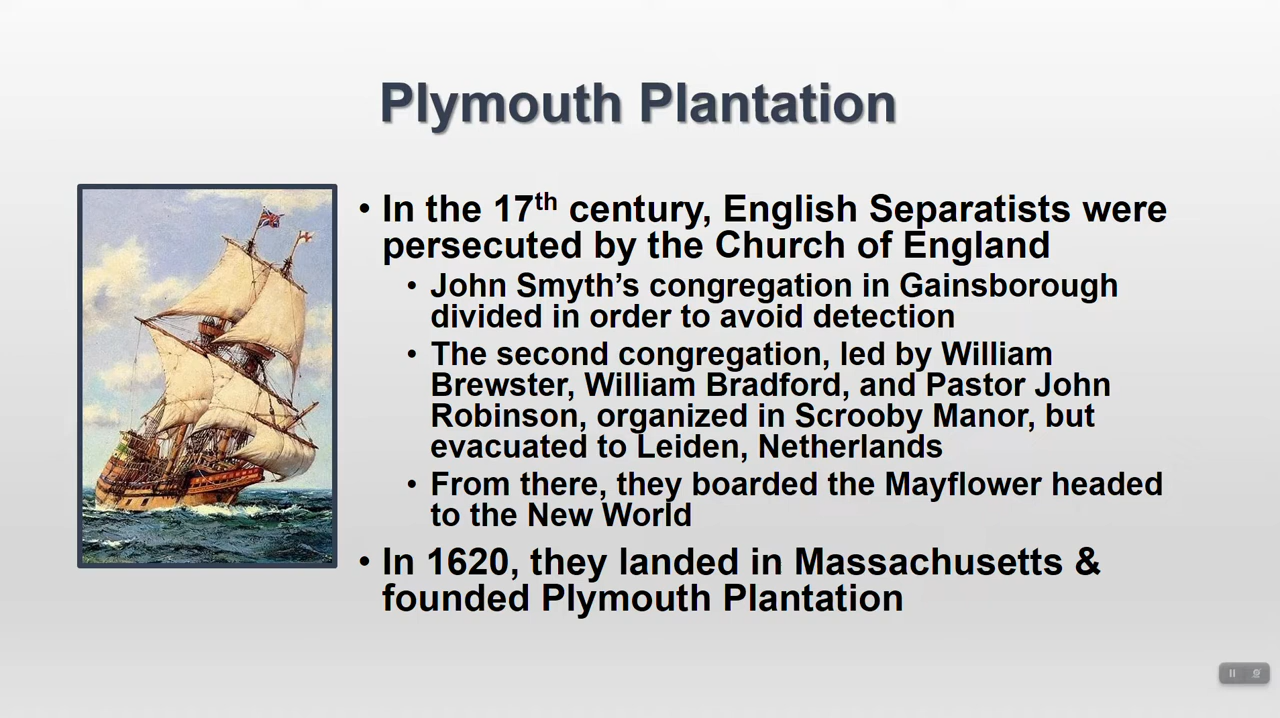 Plymouth Plantation
• In the 17th century, English Separatists were
persecuted by the Church of England
• John Smyth’s congregation in Gainsborough
divided in order to avoid detection
• The second congregation, led by William
Brewster, William Bradford, and Pastor John
Robinson, organized in Scrooby Manor, but
evacuated to Leiden, Netherlands
• From there, they boarded the Mayflower headed
to the New World
• In 1620, they landed in Massachusetts &
founded Plymouth Plantation